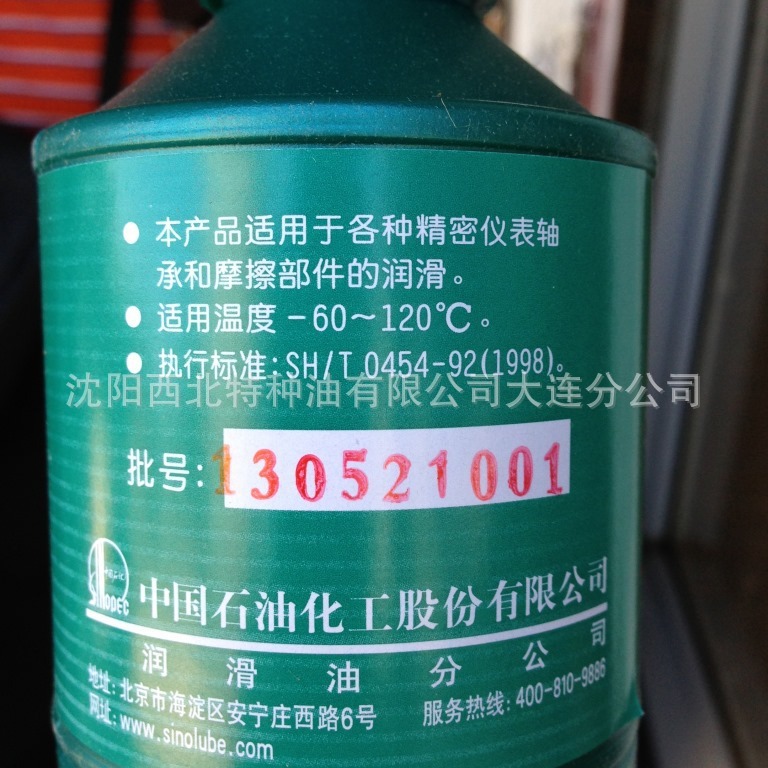 ● 本产品适用于各种精密仪表轴
承和摩擦部件的润滑。
● 适用温度 -60～120℃。
● 执行标准: SH/T 0454-92(1998)。
沈阳西北特种油有限公司大连分公司
批号: 130521001
中国石化
SINOPEC
中国石油化工股份有限公司
润滑油分公司
地址: 北京市海淀区安宁庄西路6号 服务热线: 400-810-9886
网址: www.sinolube.com